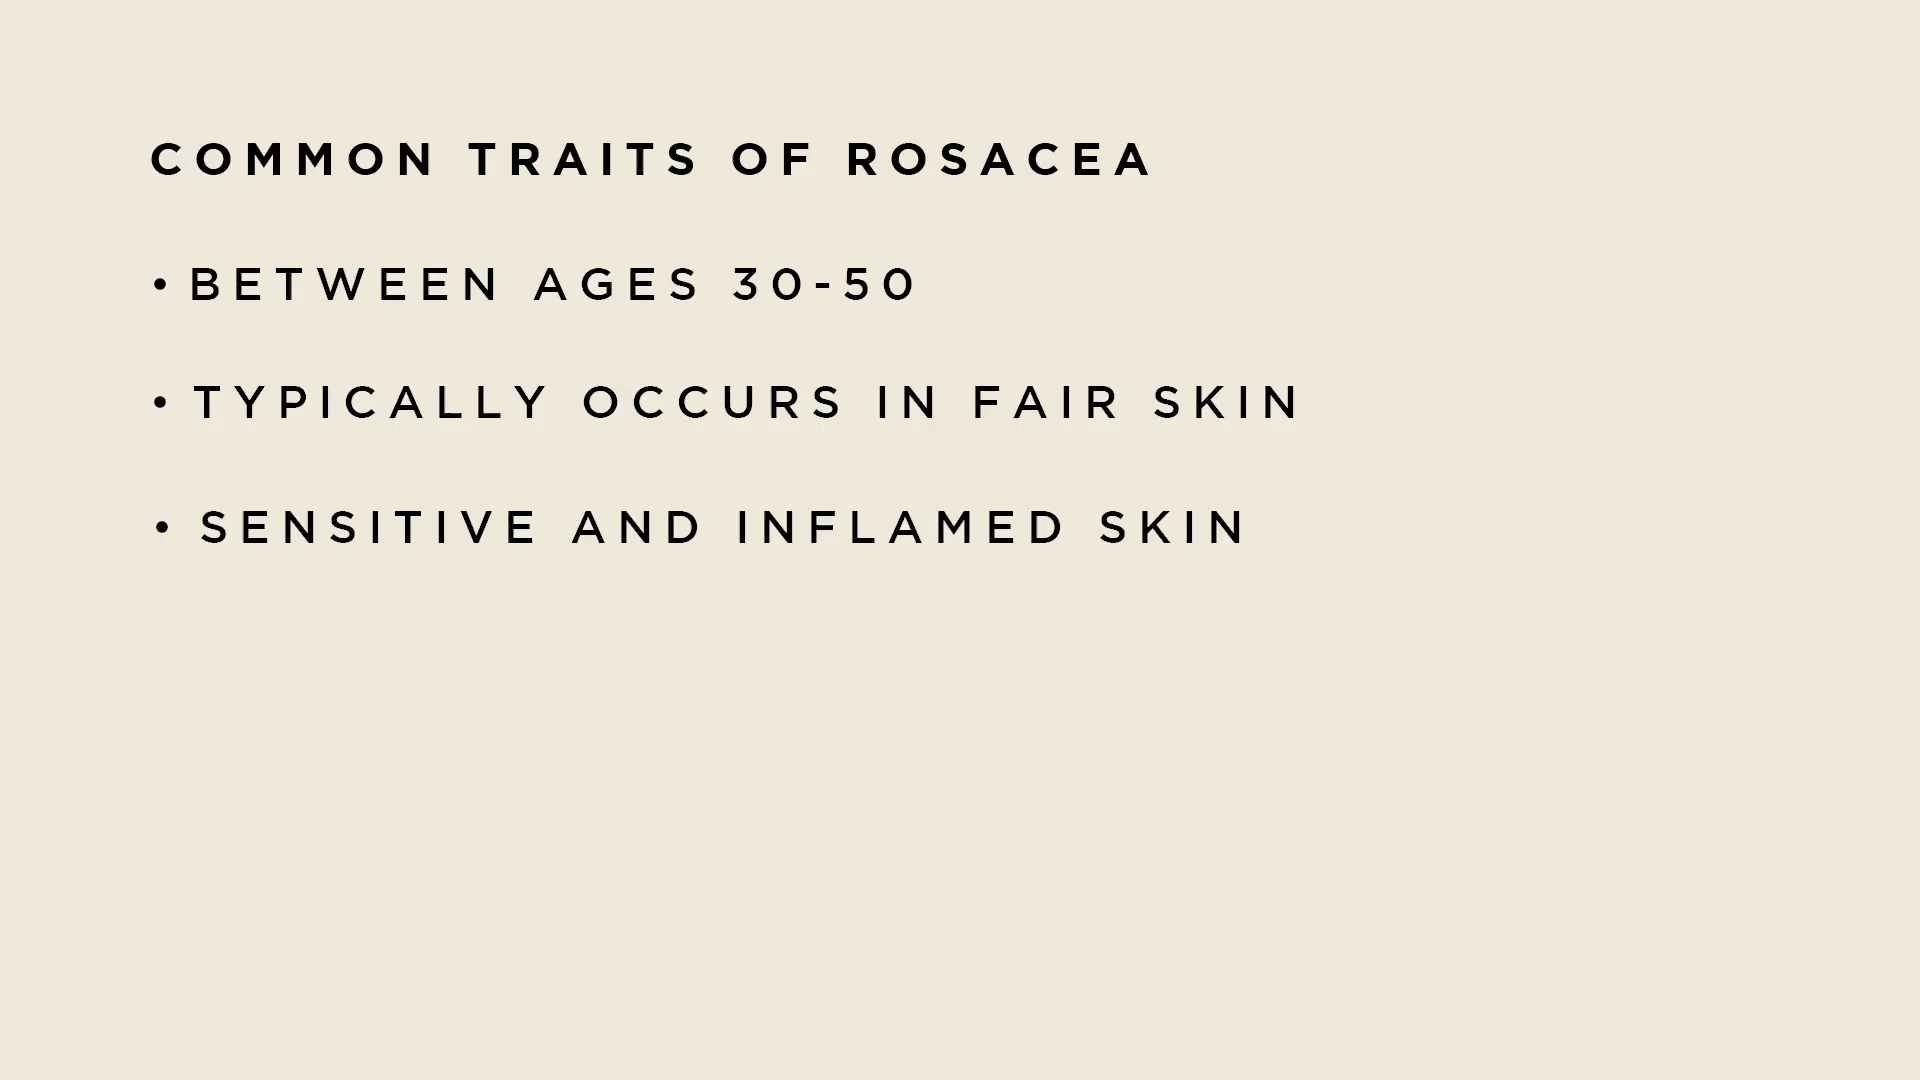 COMMON TRAITS OF ROSACEA
• BETWEEN AGES 30-50
• TYPICALLY OCCURS IN FAIR SKIN
• SENSITIVE AND INFLAMED SKIN